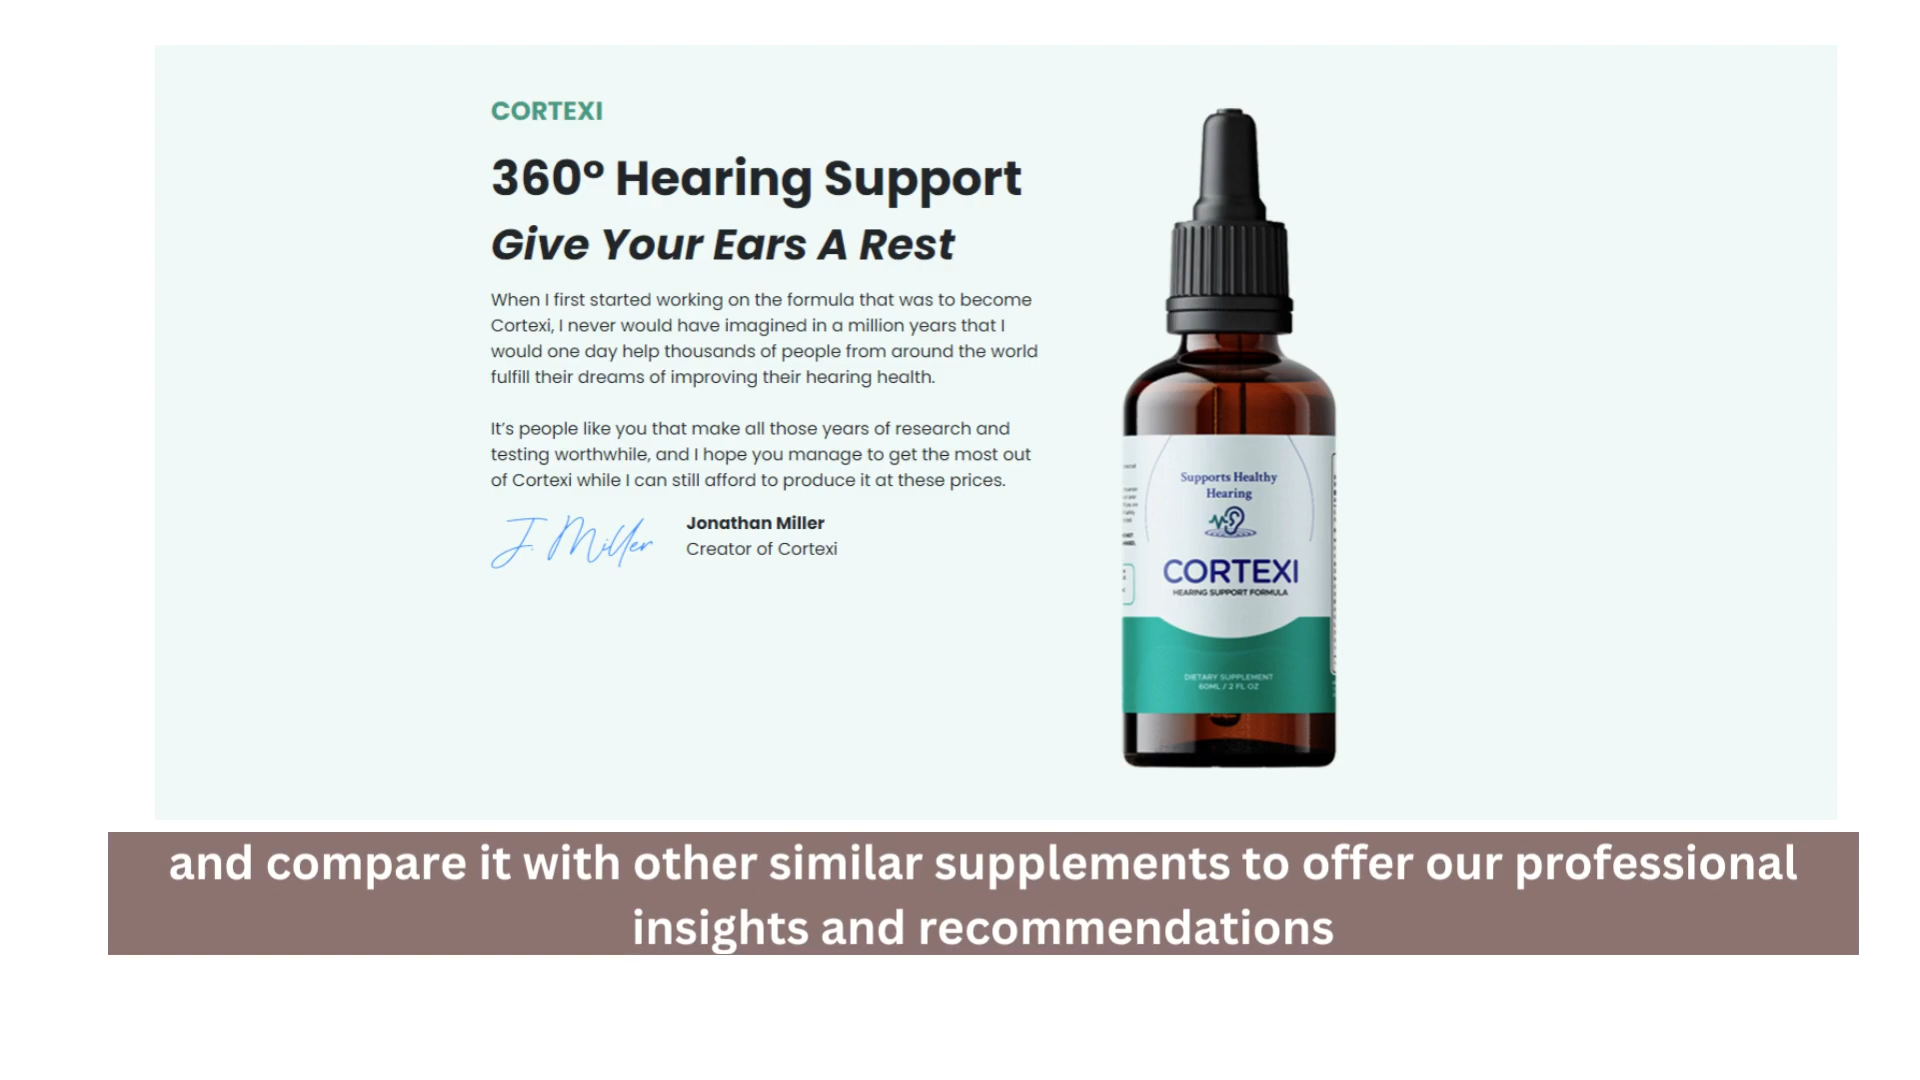 CORTEXI
360° Hearing Support
Give Your Ears A Rest
When I first started working on the formula that was to become
Cortexi, I never would have imagined in a million years that I
would one day help thousands of people from around the world
fulfill their dreams of improving their hearing health.
It's people like you that make all those years of research and
testing worthwhile, and I hope you manage to get the most out
of Cortexi while I can still afford to produce it at these prices.
J. Miller
Jonathan Miller
Creator of Cortexi
Supports Healthy
Hearing
CORTEXI
HEARING SUPPORT FORMULA
DIETARY SUPPLEMENT
60ML / 2 FL OZ
and compare it with other similar supplements to offer our professional
insights and recommendations